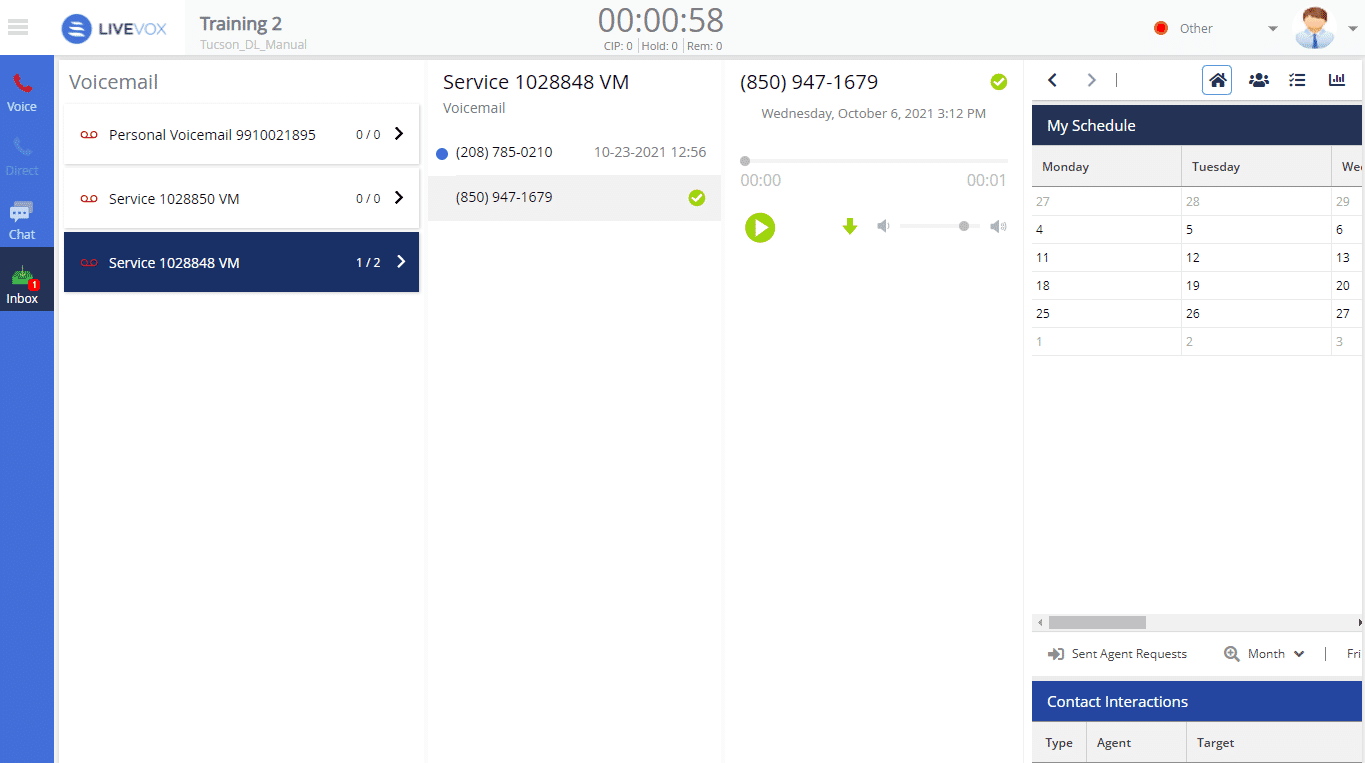 LIVEVOX
Training 2
Tucson_DL_Manual
00:00:58
CIP: 0 | Hold: 0 | Rem: 0
Other
Voice
Direct
Chat
1
Inbox
Voicemail
Personal Voicemail 9910021895 0 / 0
Service 1028850 VM 0 / 0
Service 1028848 VM 1 / 2
Service 1028848 VM
Voicemail
(208) 785-0210 10-23-2021 12:56
(850) 947-1679
(850) 947-1679
Wednesday, October 6, 2021 3:12 PM
00:00 00:01
My Schedule
Monday Tuesday We
27 28 29
4 5 6
11 12 13
18 19 20
25 26 27
1 2 3
Sent Agent Requests Month | Fri
Contact Interactions
Type Agent Target